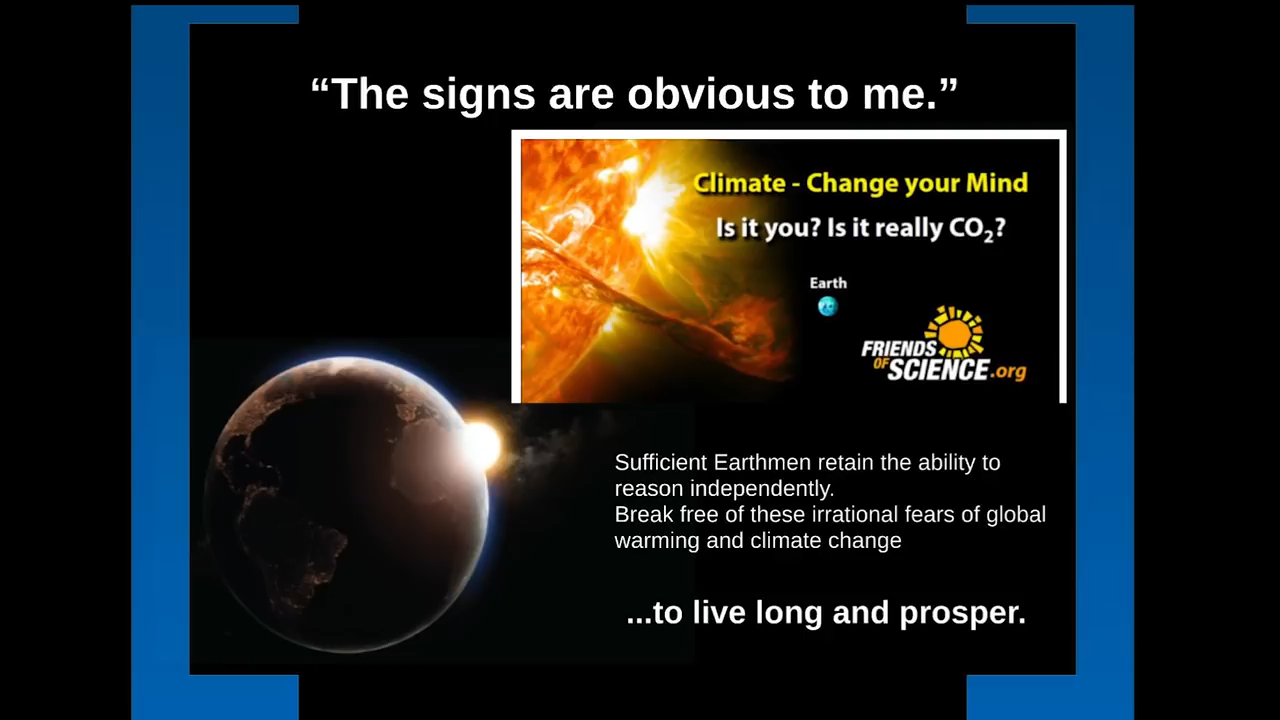 “The signs are obvious to me.”
Climate - Change your Mind
Is it you? Is it really CO₂?
Earth
FRIENDS
OF SCIENCE.org
Sufficient Earthmen retain the ability to
reason independently.
Break free of these irrational fears of global
warming and climate change
...to live long and prosper.